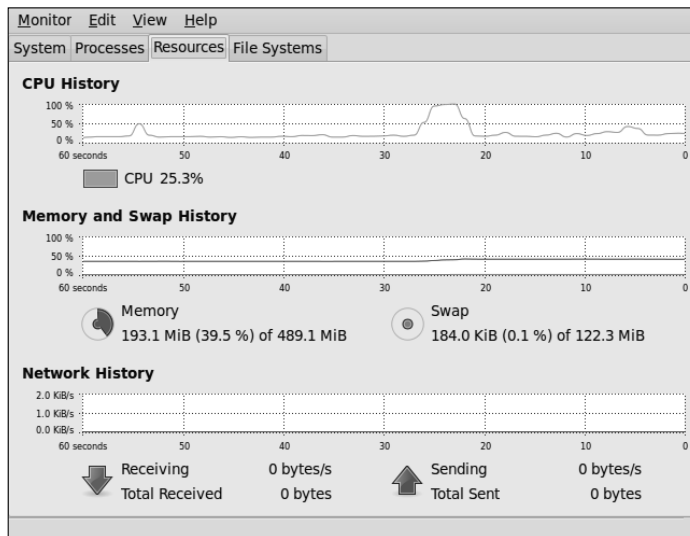 Monitor Edit View Help
System Processes Resources File Systems
CPU History
100 %
50 %
0 %
60 seconds 50 40 30 20 10 0
CPU 25.3%
Memory and Swap History
100 %
50 %
0 %
60 seconds 50 40 30 20 10 0
Memory
193.1 MiB (39.5 %) of 489.1 MiB
Swap
184.0 KiB (0.1 %) of 122.3 MiB
Network History
2.0 KiB/s
1.0 KiB/s
0.0 KiB/s
60 seconds 50 40 30 20 10 0
Receiving 0 bytes/s
Total Received 0 bytes
Sending 0 bytes/s
Total Sent 0 bytes